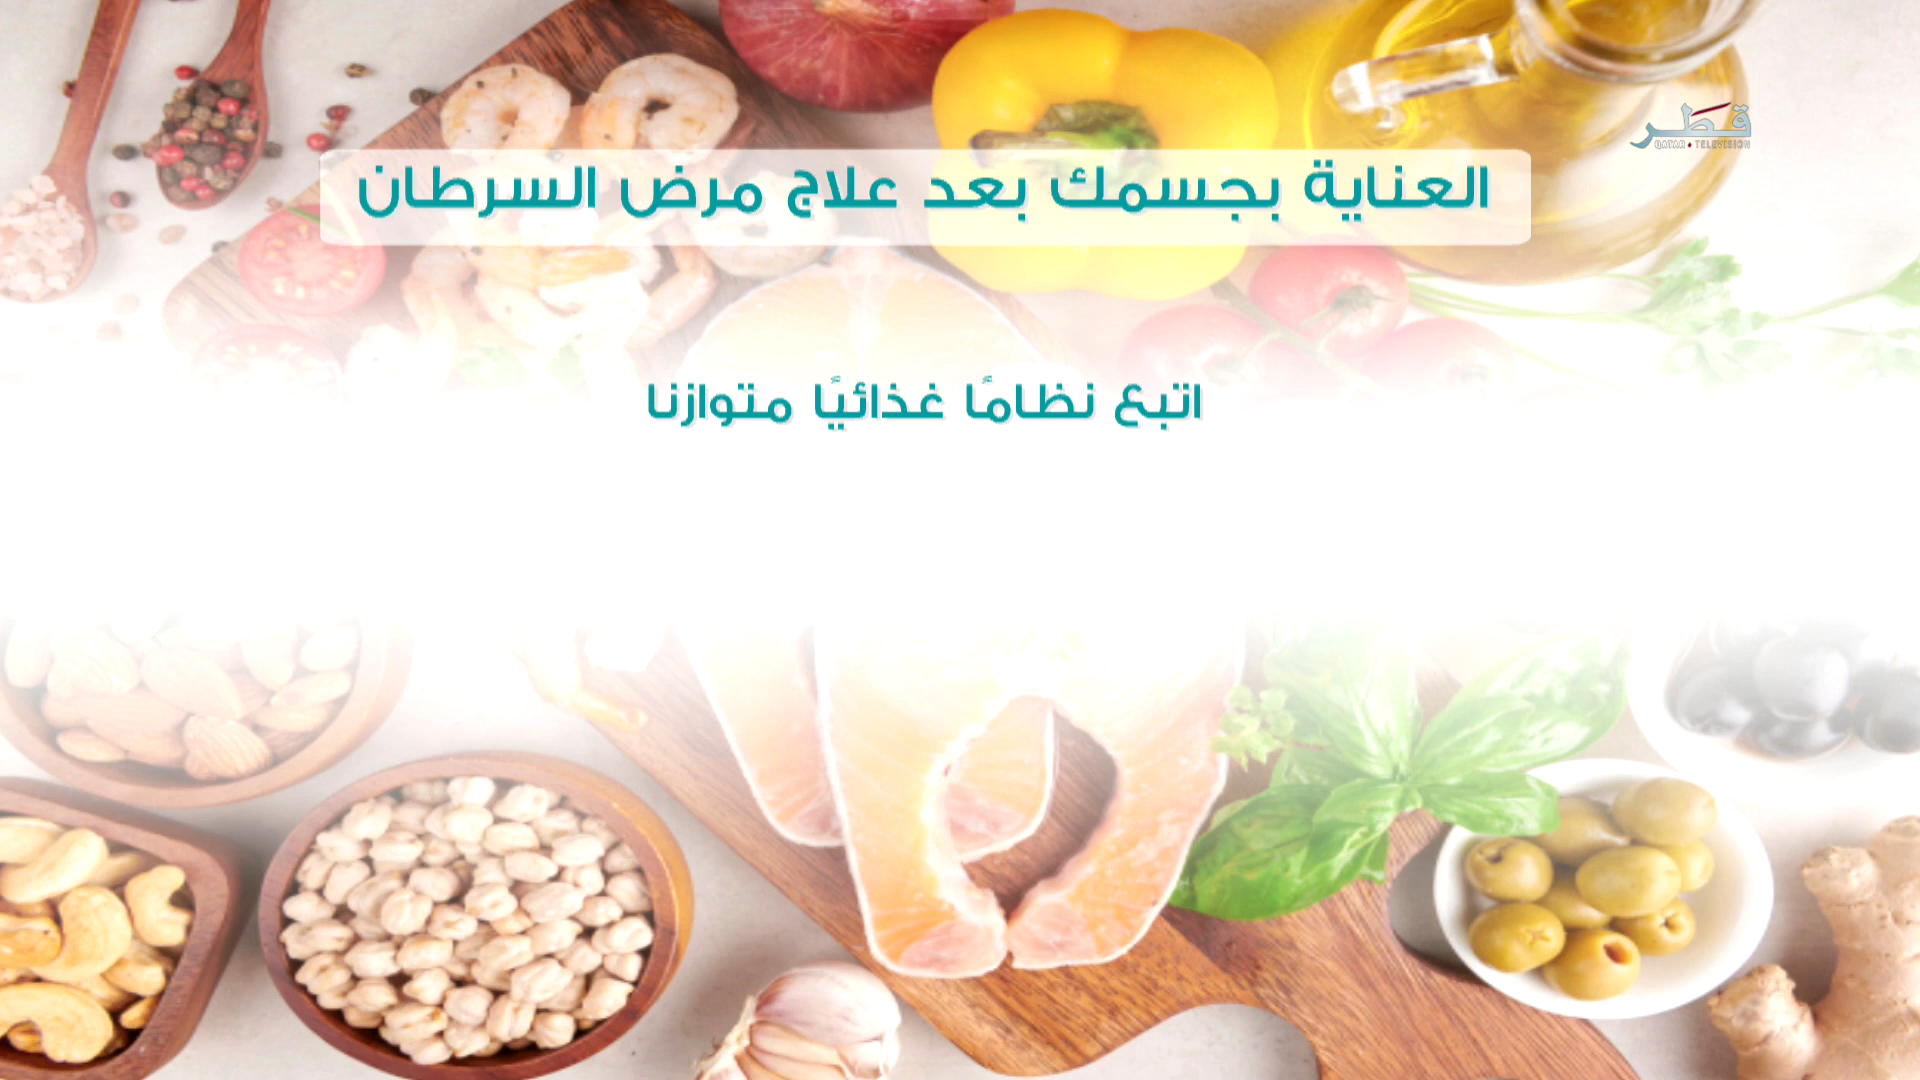 قطر
QATAR TELEVISION
العناية بجسمك بعد علاج مرض السرطان
اتبع نظامًا غذائيًا متوازنا